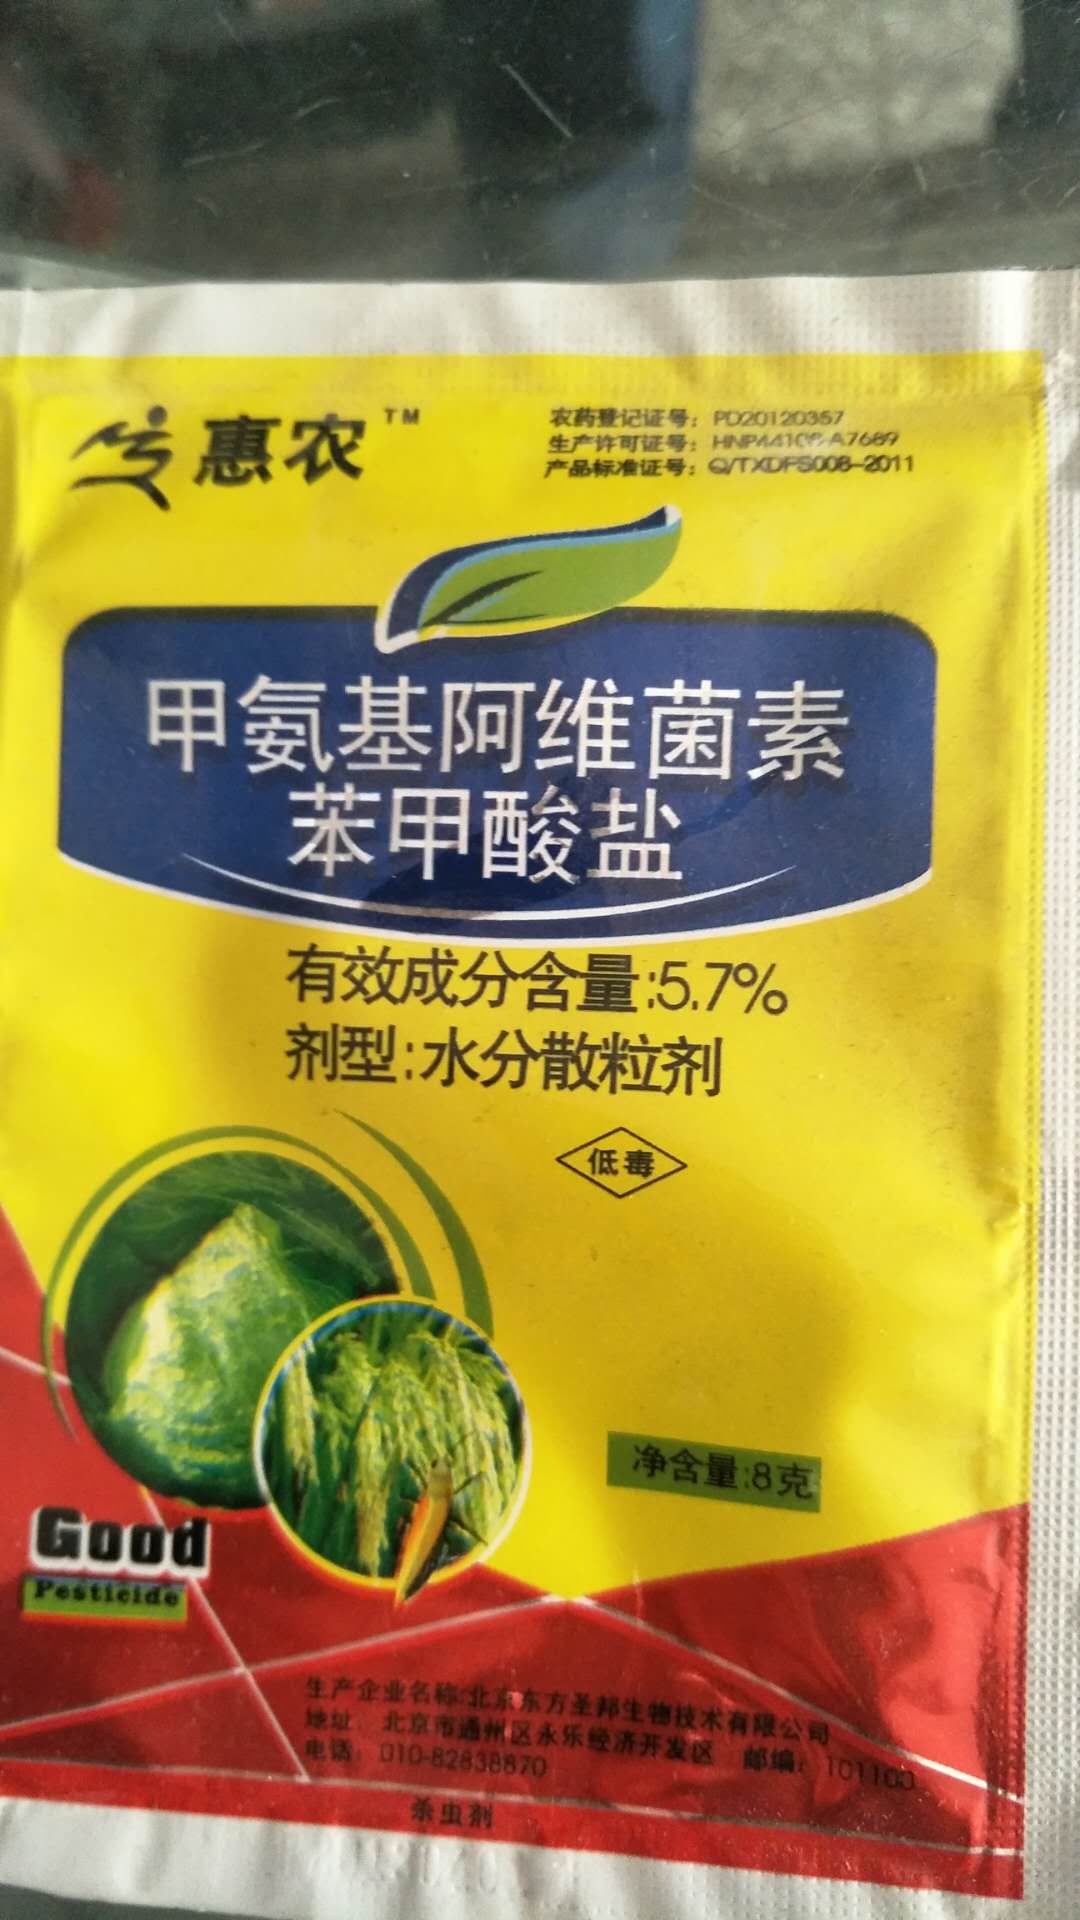 惠农 TM
农药登记证号：PD20120357
生产许可证号：HNP44108-A7689
产品标准证号：Q/TXDFS008-2011
甲氨基阿维菌素
苯甲酸盐
有效成分含量:5.7%
剂型:水分散粒剂
低毒
净含量:8克
Good
Pesticide
生产企业名称:北京东方圣邦生物技术有限公司
地址：北京市通州区永乐经济开发区 邮编：101100
电话：010-82838870
杀虫剂